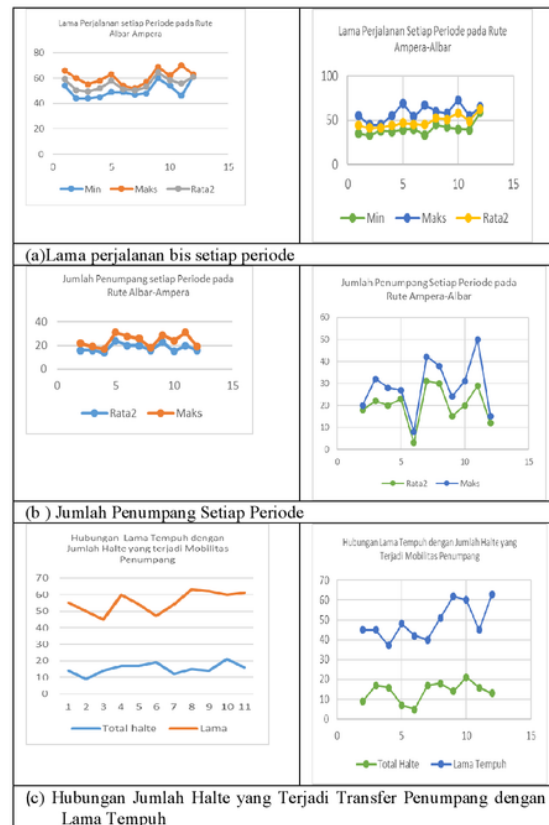 Lama Perjalanan setiap Periode pada Rute
Albar Ampera
80
60
40
20
0
0
5
10
15
Min
Maks
Rata2
Lama Perjalanan Setiap Periode pada Rute
Ampera-Albar
100
50
0
0
5
10
15
Min
Maks
Rata2
(a)Lama perjalanan bis setiap periode
Jumlah Penumpang setiap Periode pada
Rute Albar-Ampera
40
20
0
0
5
10
15
Rata2
Maks
Jumlah Penumpang Setiap Periode pada
Rute Ampera-Albar
60
50
40
30
20
10
0
0
5
10
15
Rata2
Maks
(b ) Jumlah Penumpang Setiap Periode
Hubungan Lama Tempuh dengan
Jumlah Halte yang terjadi Mobilitas
Penumpang
70
60
50
40
30
20
10
0
1 2 3 4 5 6 7 8 9 10 11
Total halte
Lama
Hubungan Lama Tempuh dengan Jumlah Halte yang
Terjadi Mobilitas Penumpang
70
60
50
40
30
20
10
0
0
5
10
15
Total Halte
Lama Tempuh
(c) Hubungan Jumlah Halte yang Terjadi Transfer Penumpang dengan
Lama Tempuh